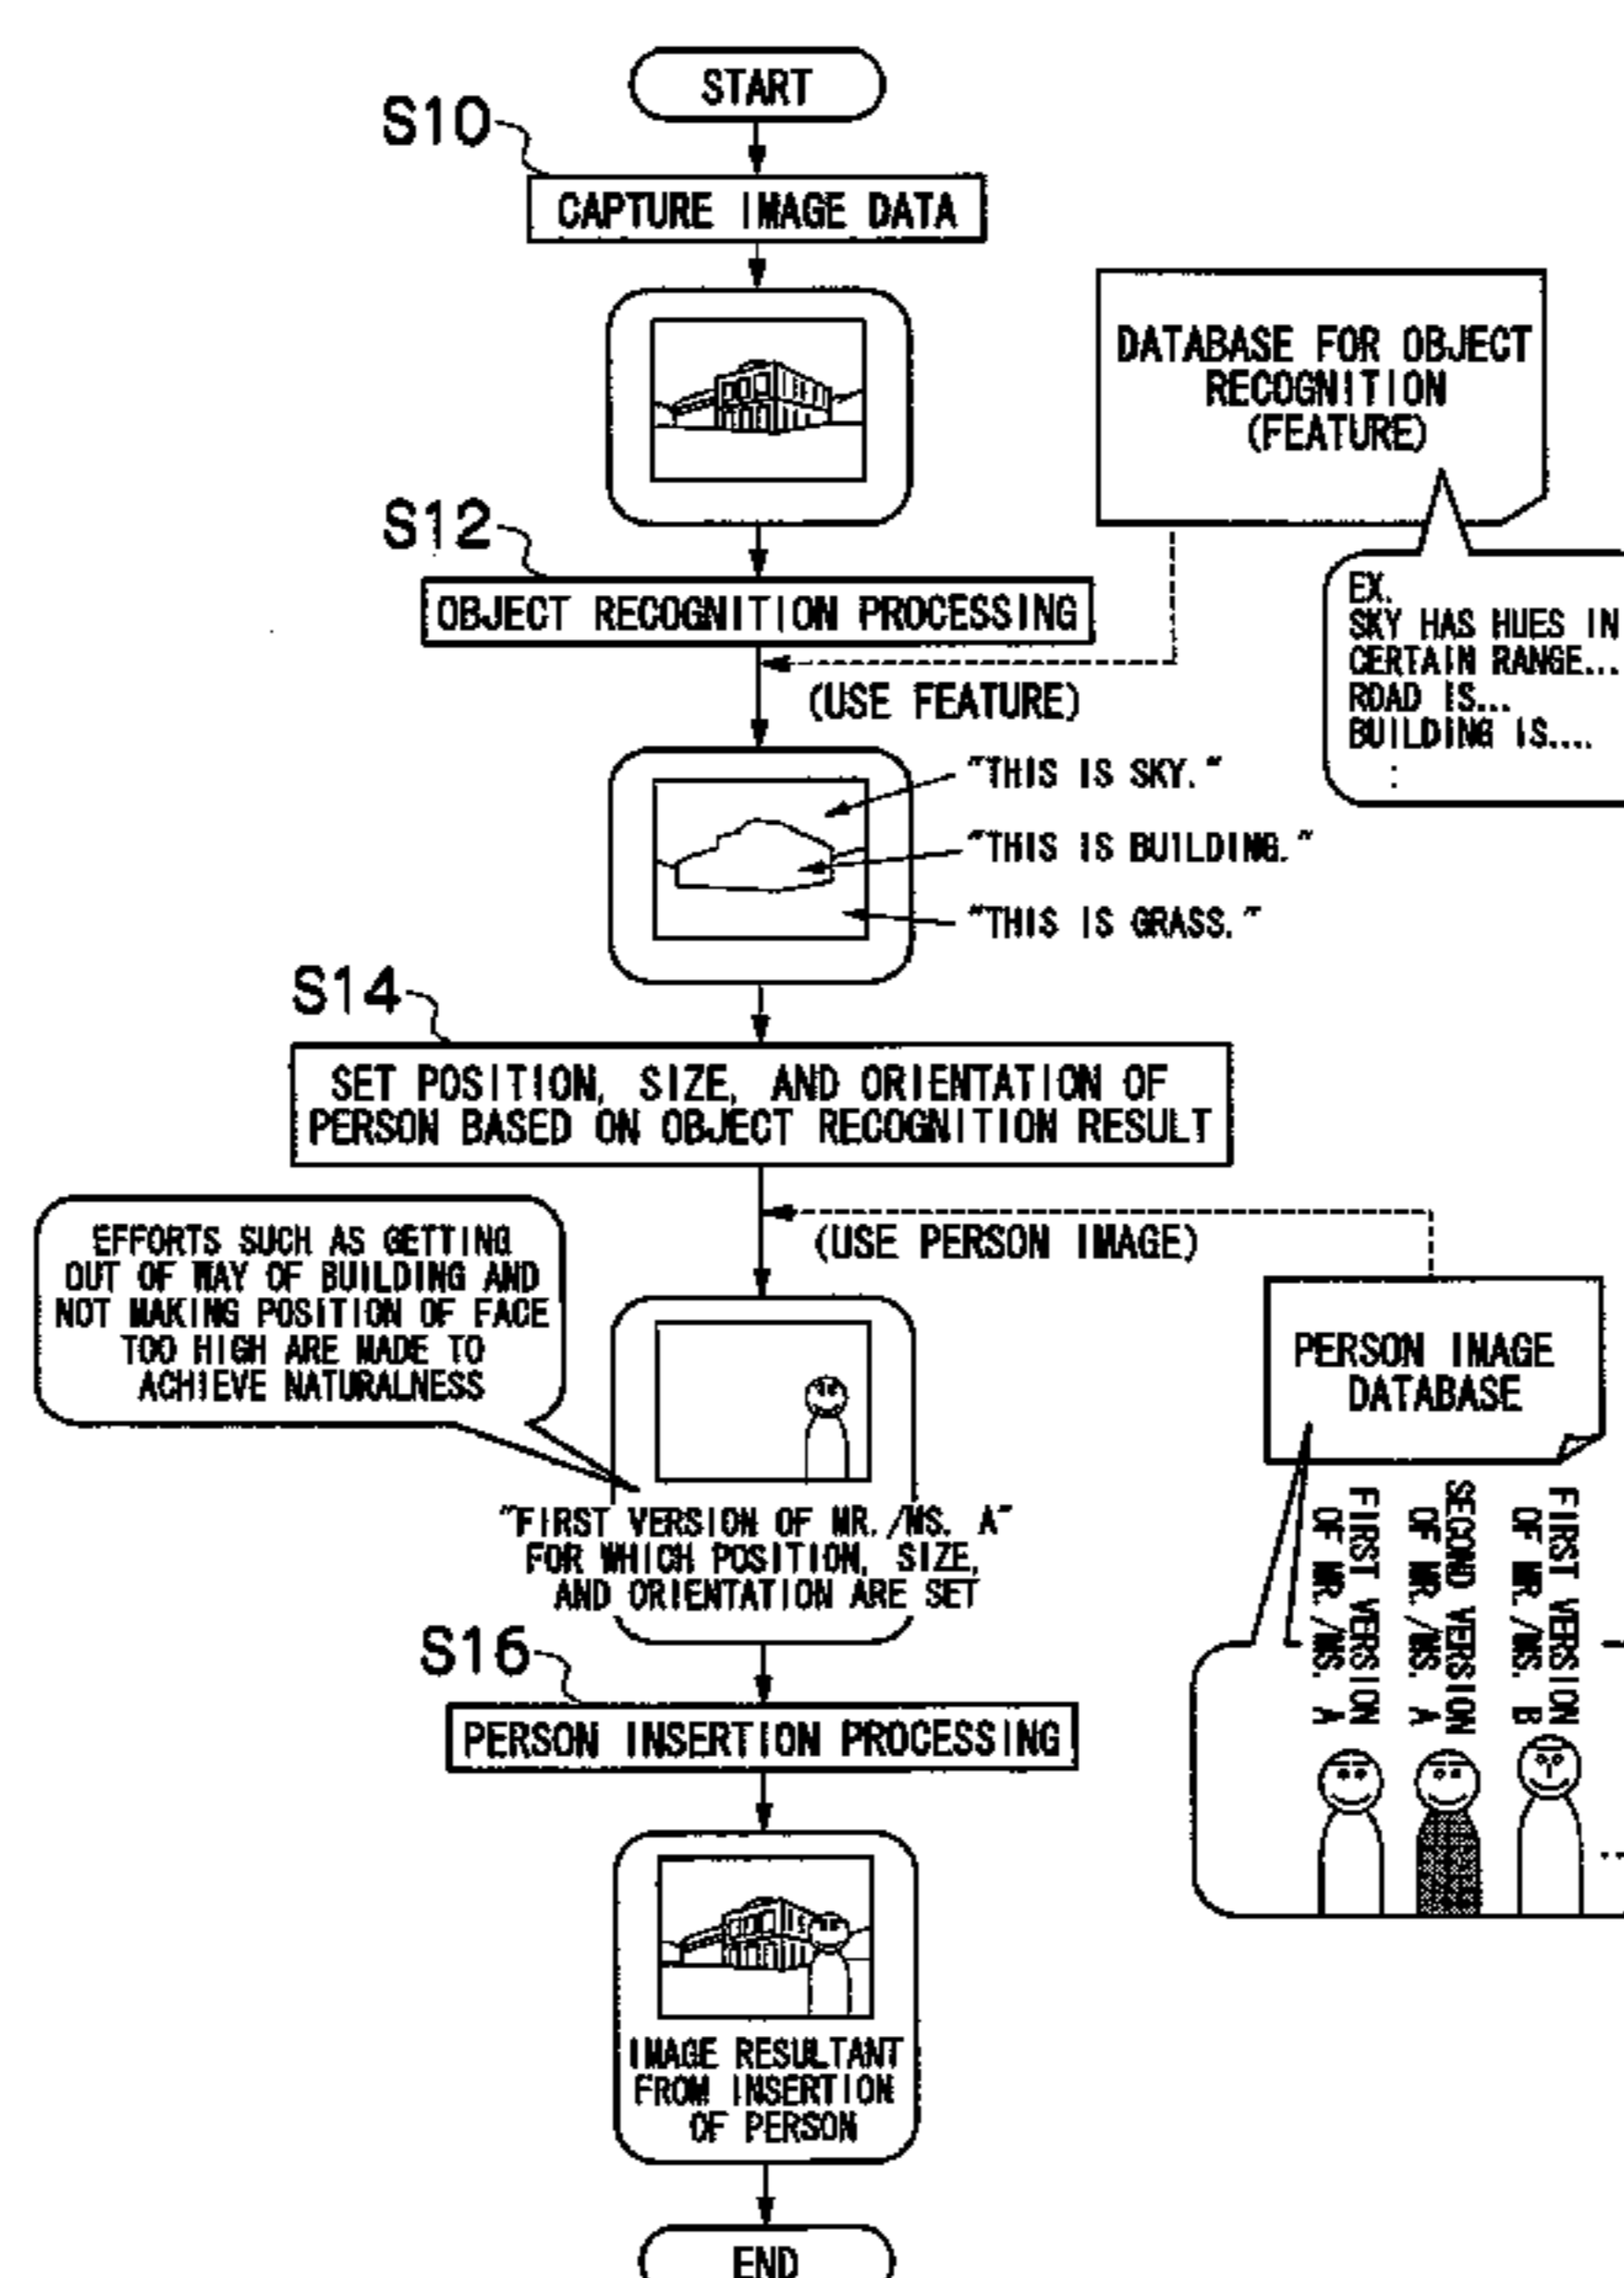 START
S10
CAPTURE IMAGE DATA
DATABASE FOR OBJECT
RECOGNITION
(FEATURE)
S12
OBJECT RECOGNITION PROCESSING
EX.
SKY HAS HUES IN
CERTAIN RANGE...
ROAD IS...
BUILDING IS....
:
(USE FEATURE)
"THIS IS SKY."
"THIS IS BUILDING."
"THIS IS GRASS."
S14
SET POSITION, SIZE, AND ORIENTATION OF
PERSON BASED ON OBJECT RECOGNITION RESULT
EFFORTS SUCH AS GETTING
OUT OF WAY OF BUILDING AND
NOT MAKING POSITION OF FACE
TOO HIGH ARE MADE TO
ACHIEVE NATURALNESS
(USE PERSON IMAGE)
PERSON IMAGE
DATABASE
"FIRST VERSION OF MR./MS. A"
FOR WHICH POSITION, SIZE,
AND ORIENTATION ARE SET
FIRST VERSION
OF MR./MS. A
SECOND VERSION
OF MR./MS. A
FIRST VERSION
OF MR./MS. B
...
S16
PERSON INSERTION PROCESSING
IMAGE RESULTANT
FROM INSERTION
OF PERSON
END